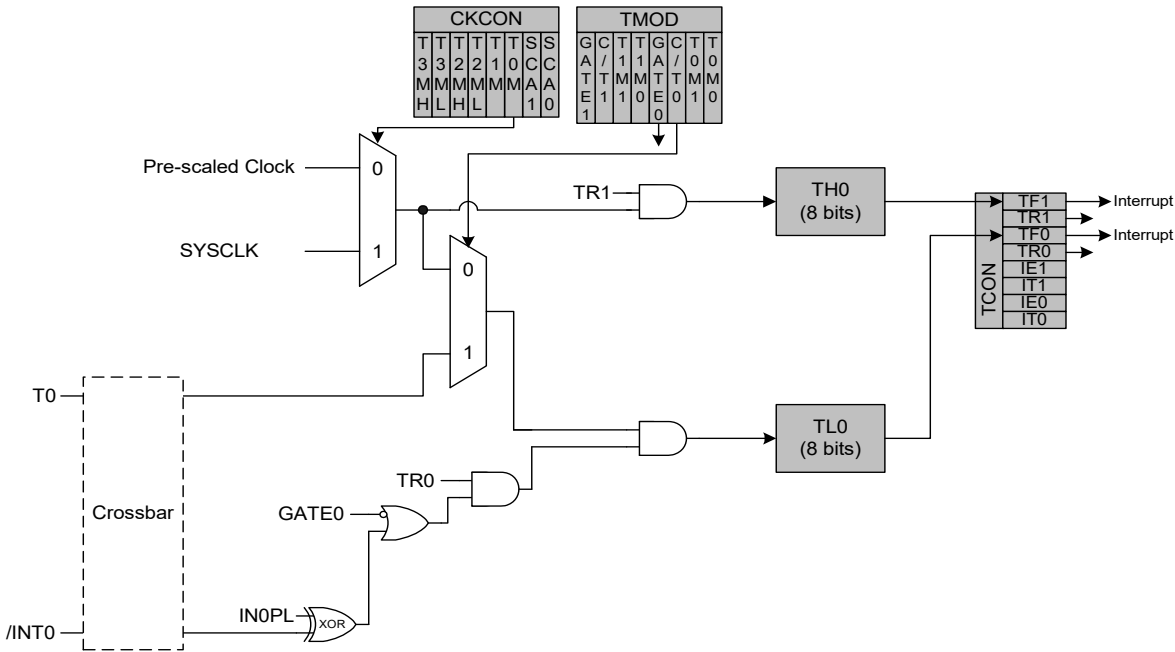 CKCON
T3MH T3ML T2MH T2ML T1M T0M SCA1 SCA0
TMOD
GATE1 C/T1 T1M1 T1M0 GATE0 C/T0 T0M1 T0M0
Pre-scaled Clock
0
SYSCLK
1
TR1
TH0
(8 bits)
TCON
TF1
TR1
TF0
TR0
IE1
IT1
IE0
IT0
Interrupt
Interrupt
0
1
T0
Crossbar
/INT0
TL0
(8 bits)
TR0
GATE0
IN0PL
XOR